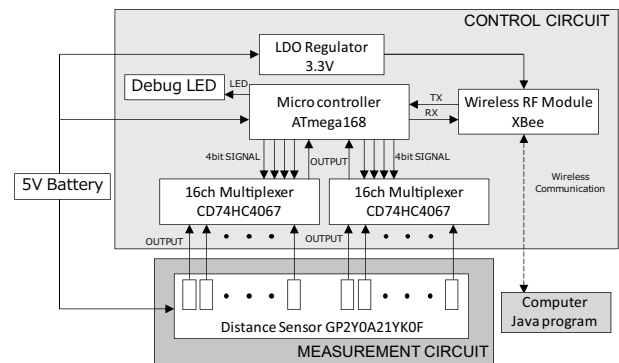 CONTROL CIRCUIT
LDO Regulator
3.3V
Debug LED
LED
Micro controller
ATmega168
TX
RX
Wireless RF Module
XBee
4bit SIGNAL
OUTPUT
4bit SIGNAL
Wireless
Communication
5V Battery
16ch Multiplexer
CD74HC4067
16ch Multiplexer
CD74HC4067
OUTPUT
OUTPUT
Distance Sensor GP2Y0A21YK0F
Computer
Java program
MEASUREMENT CIRCUIT